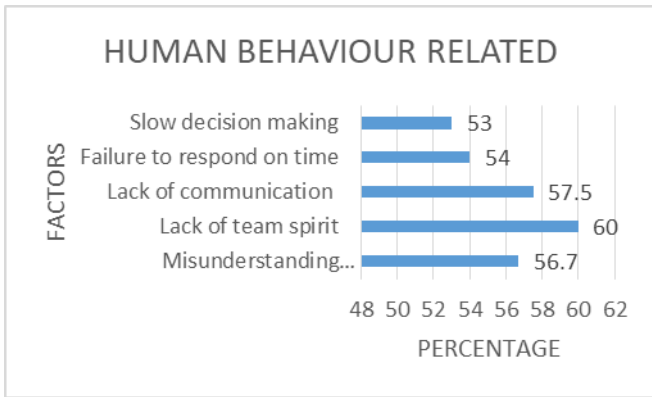 HUMAN BEHAVIOUR RELATED
FACTORS
Slow decision making 53
Failure to respond on time 54
Lack of communication 57.5
Lack of team spirit 60
Misunderstanding... 56.7
48 50 52 54 56 58 60 62
PERCENTAGE